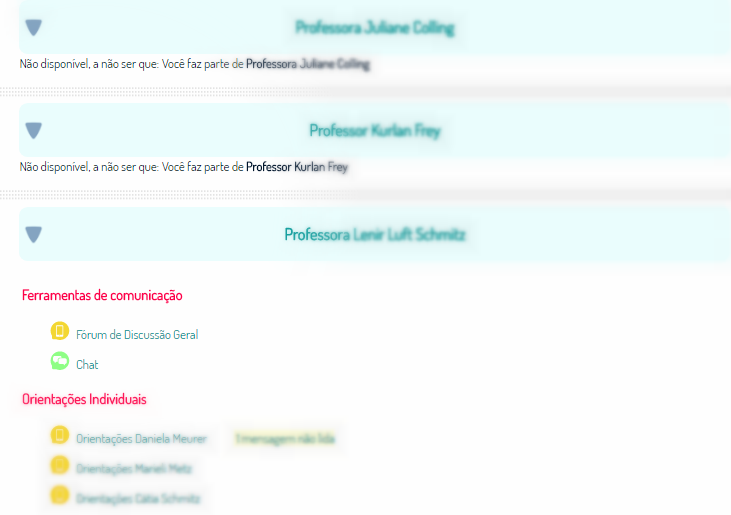 Professora Juliane Colling
Não disponível, a não ser que: Você faz parte de Professora Juliane Colling
Professor Kurlan Frey
Não disponível, a não ser que: Você faz parte de Professor Kurlan Frey
Professora Lenir Luft Schmitz
Ferramentas de comunicação
Fórum de Discussão Geral
Chat
Orientações Individuais
Orientações Daniela Meurer 1 mensagem não lida
Orientações Marieli Metz
Orientações Cátia Schmitz